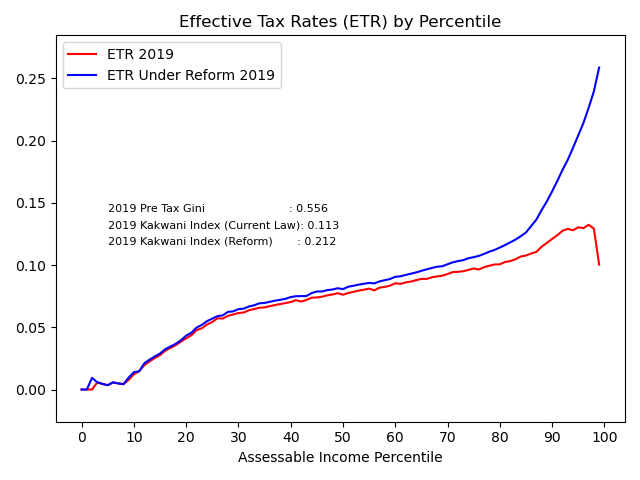 Effective Tax Rates (ETR) by Percentile
ETR 2019
ETR Under Reform 2019
0.25
0.20
0.15
0.10
0.05
0.00
2019 Pre Tax Gini : 0.556
2019 Kakwani Index (Current Law): 0.113
2019 Kakwani Index (Reform) : 0.212
0 10 20 30 40 50 60 70 80 90 100
Assessable Income Percentile